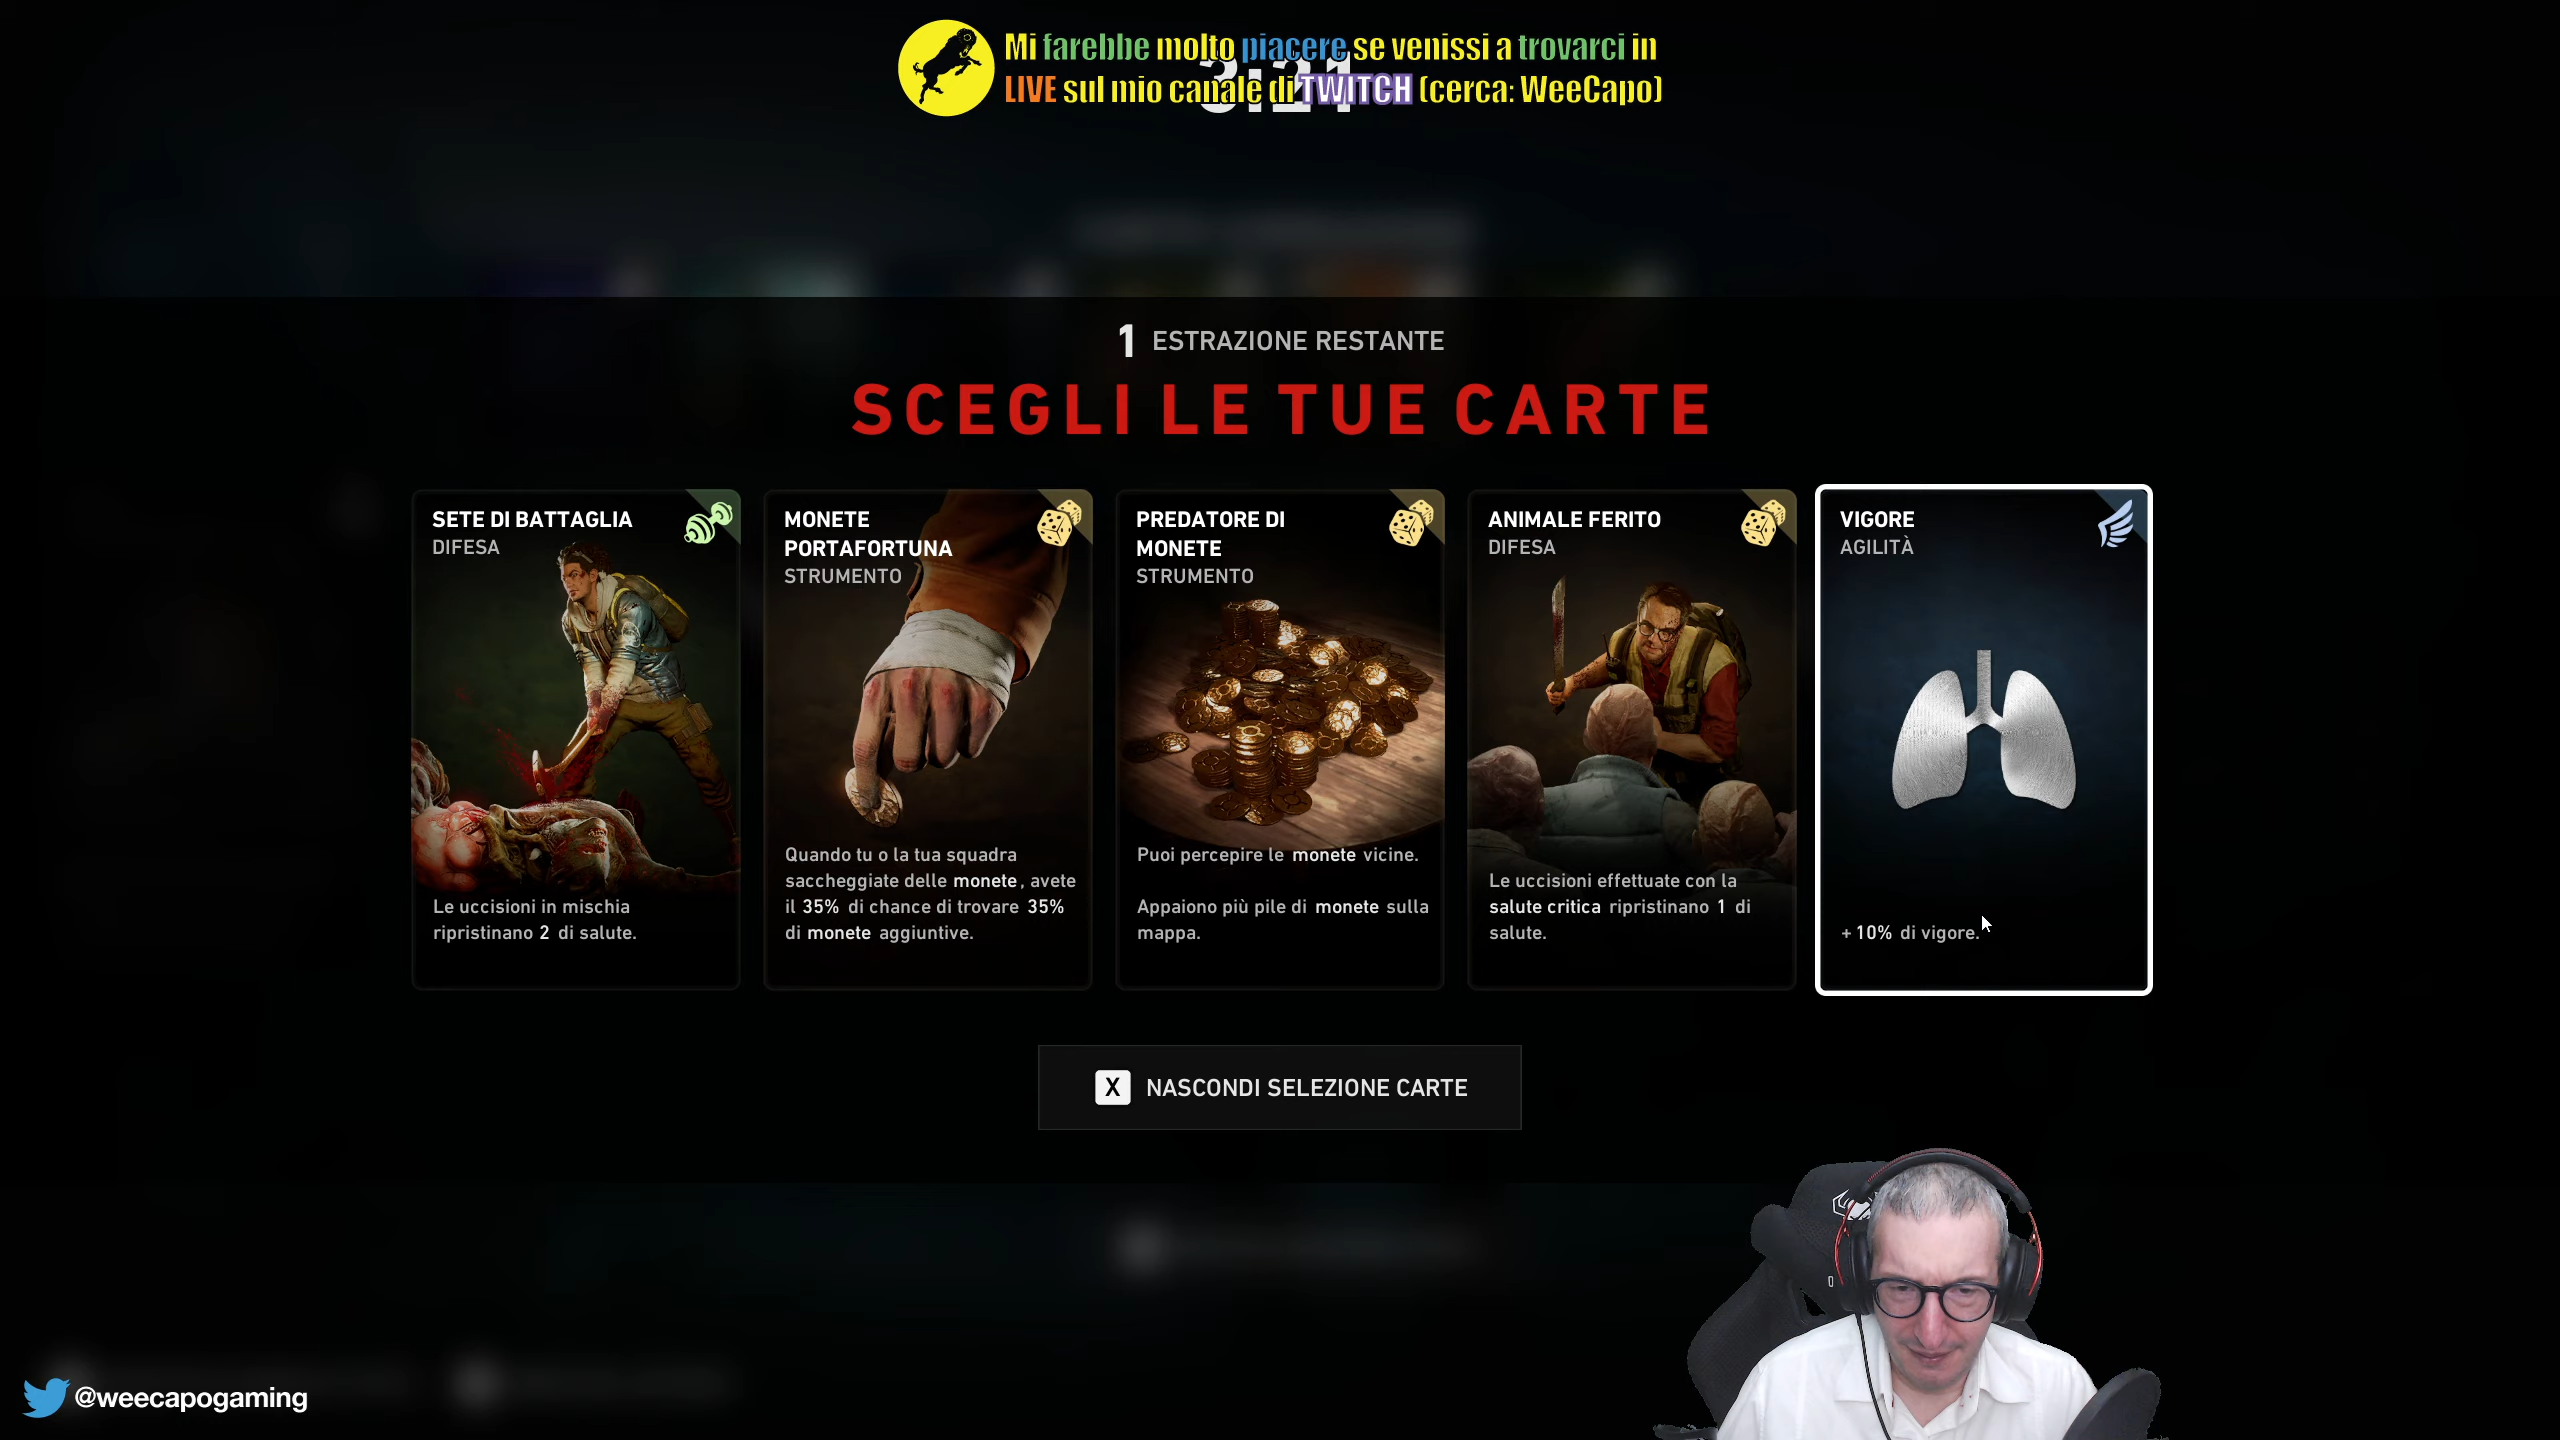 Mi farebbe molto piacere se venissi a trovarci in
LIVE sul mio canale di TWITCH (cerca: WeeCapo)
3:21
1 ESTRAZIONE RESTANTE
SCEGLI LE TUE CARTE
SETE DI BATTAGLIA
DIFESA
Le uccisioni in mischia
ripristinano 2 di salute.
MONETE
PORTAFORTUNA
STRUMENTO
Quando tu o la tua squadra
saccheggiate delle monete, avete
il 35% di chance di trovare 35%
di monete aggiuntive.
PREDATORE DI
MONETE
STRUMENTO
Puoi percepire le monete vicine.
Appaiono più pile di monete sulla
mappa.
ANIMALE FERITO
DIFESA
Le uccisioni effettuate con la
salute critica ripristinano 1 di
salute.
VIGORE
AGILITÀ
+10% di vigore.
X NASCONDI SELEZIONE CARTE
@weecapogaming